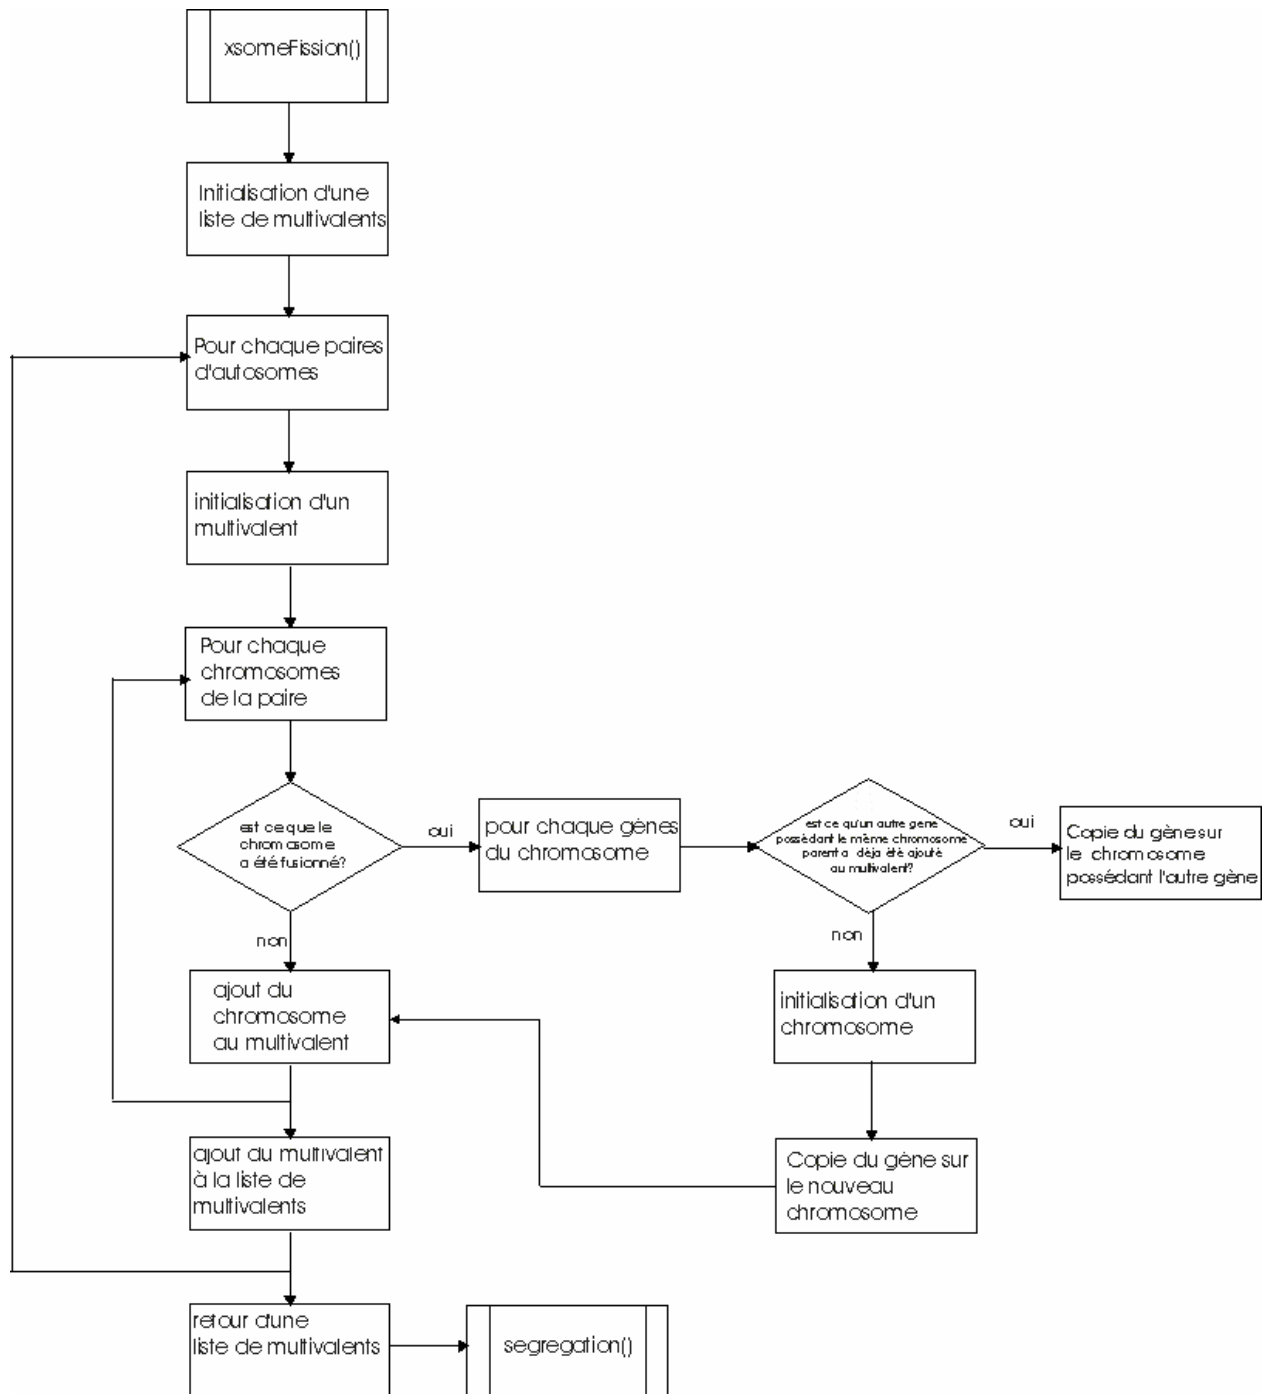 xsomeFission()
Initialisation d'une
liste de multivalents
Pour chaque paires
d'autosomes
initialisation d'un
multivalent
Pour chaque
chromosomes
de la paire
est ce que le
chromosome
a été fusionné?
oui
pour chaque gènes
du chromosome
est ce qu'un autre gene
possédant le même chromosome
parent a déja été ajouté
au multivalent?
oui
Copie du gène sur
le chromosome
possédant l'autre gène
non
non
ajout du
chromosome
au multivalent
initialisation d'un
chromosome
ajout du multivalent
à la liste de
multivalents
Copie du gène sur
le nouveau
chromosome
retour d'une
liste de multivalents
segregation()